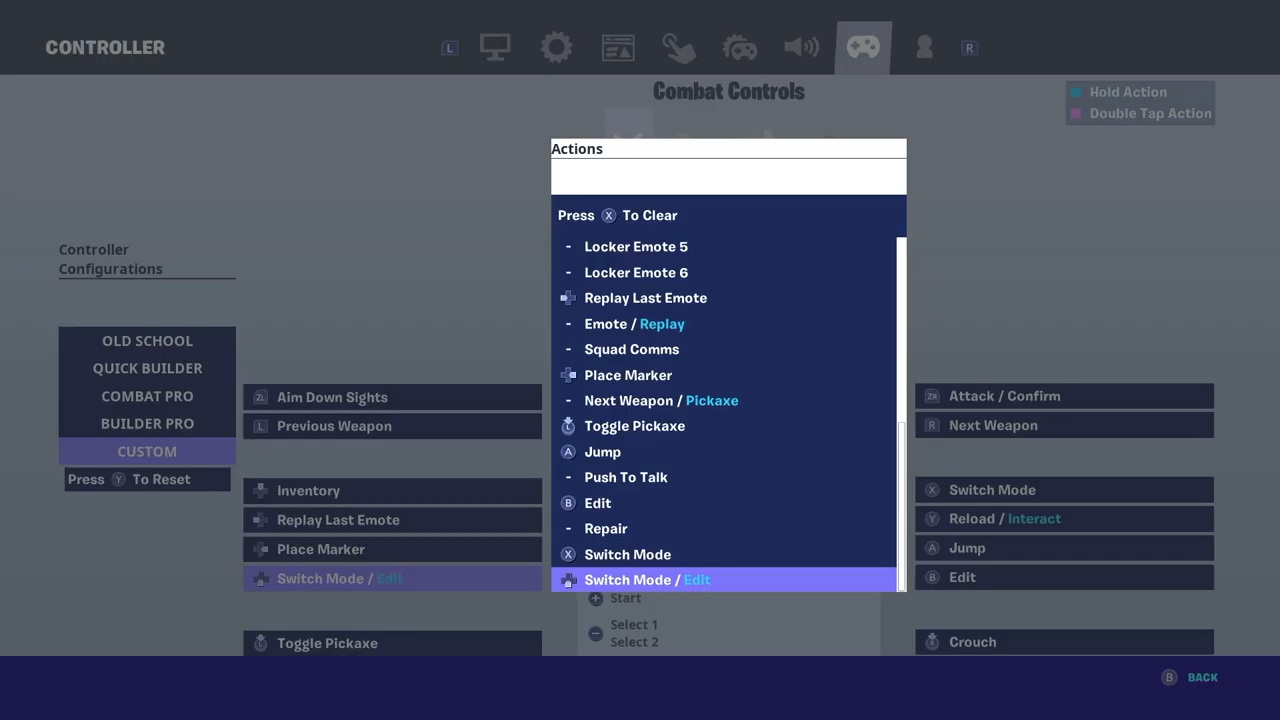 CONTROLLER
L
R
Combat Controls
Hold Action
Double Tap Action
Actions
Press X To Clear
- Locker Emote 5
- Locker Emote 6
Replay Last Emote
- Emote / Replay
- Squad Comms
Place Marker
- Next Weapon / Pickaxe
L Toggle Pickaxe
A Jump
- Push To Talk
B Edit
- Repair
X Switch Mode
Switch Mode / Edit
Controller
Configurations
OLD SCHOOL
QUICK BUILDER
COMBAT PRO
BUILDER PRO
CUSTOM
Press Y To Reset
ZL Aim Down Sights
L Previous Weapon
Inventory
Replay Last Emote
Place Marker
Switch Mode / Edit
L Toggle Pickaxe
ZR Attack / Confirm
R Next Weapon
X Switch Mode
Y Reload / Interact
A Jump
B Edit
R Crouch
+ Start
- Select 1
Select 2
B BACK